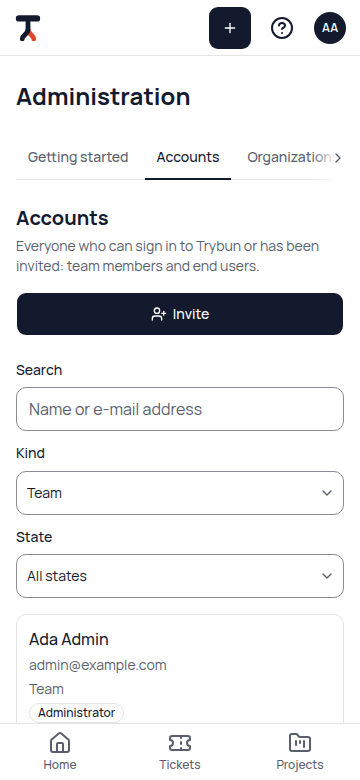 AA
Administration
Getting started
Accounts
Organization
Accounts
Everyone who can sign in to Trybun or has been
invited: team members and end users.
Invite
Search
Name or e-mail address
Kind
Team
State
All states
Ada Admin
admin@example.com
Team
Administrator
Home
Tickets
Projects